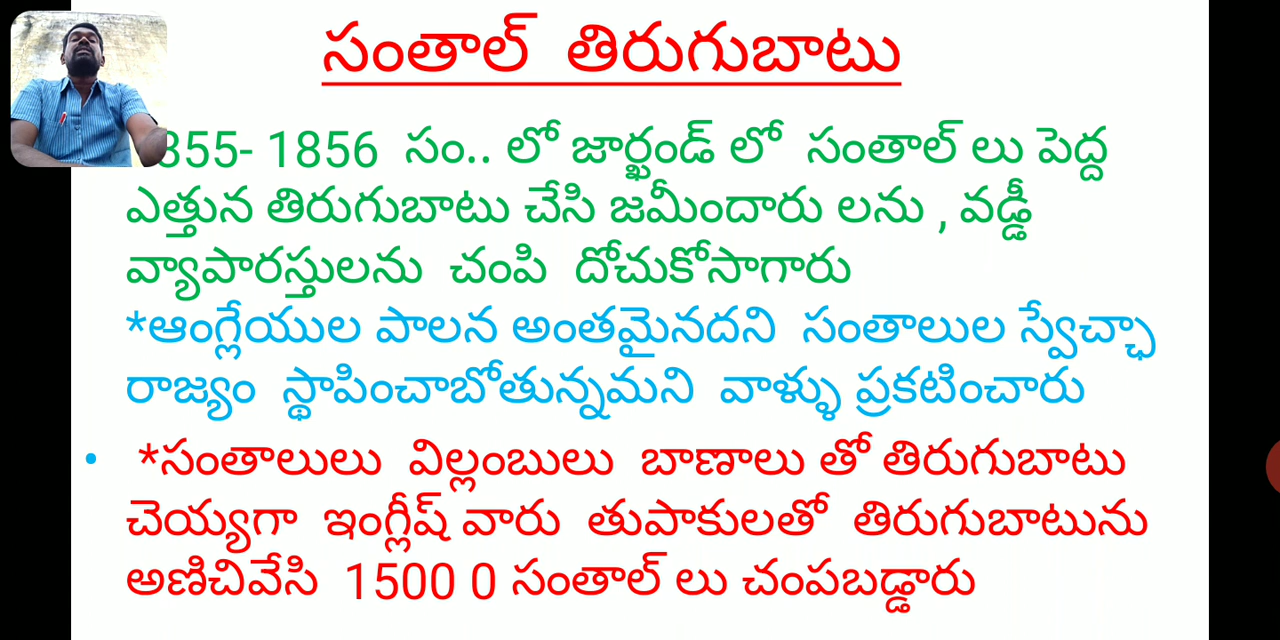 సంతాల్ తిరుగుబాటు
855- 1856 సం.. లో జార్ఖండ్ లో సంతాల్ లు పెద్ద
ఎత్తున తిరుగుబాటు చేసి జమీందారు లను , వడ్డీ
వ్యాపారస్తులను చంపి దోచుకోసాగారు
*ఆంగ్లేయుల పాలన అంతమైనదని సంతాలుల స్వేచ్ఛా
రాజ్యం స్థాపించాబోతున్నమని వాళ్ళు ప్రకటించారు
• *సంతాలులు విల్లంబులు బాణాలు తో తిరుగుబాటు
చెయ్యగా ఇంగ్లీష్ వారు తుపాకులతో తిరుగుబాటును
అణిచివేసి 1500 0 సంతాల్ లు చంపబడ్డారు